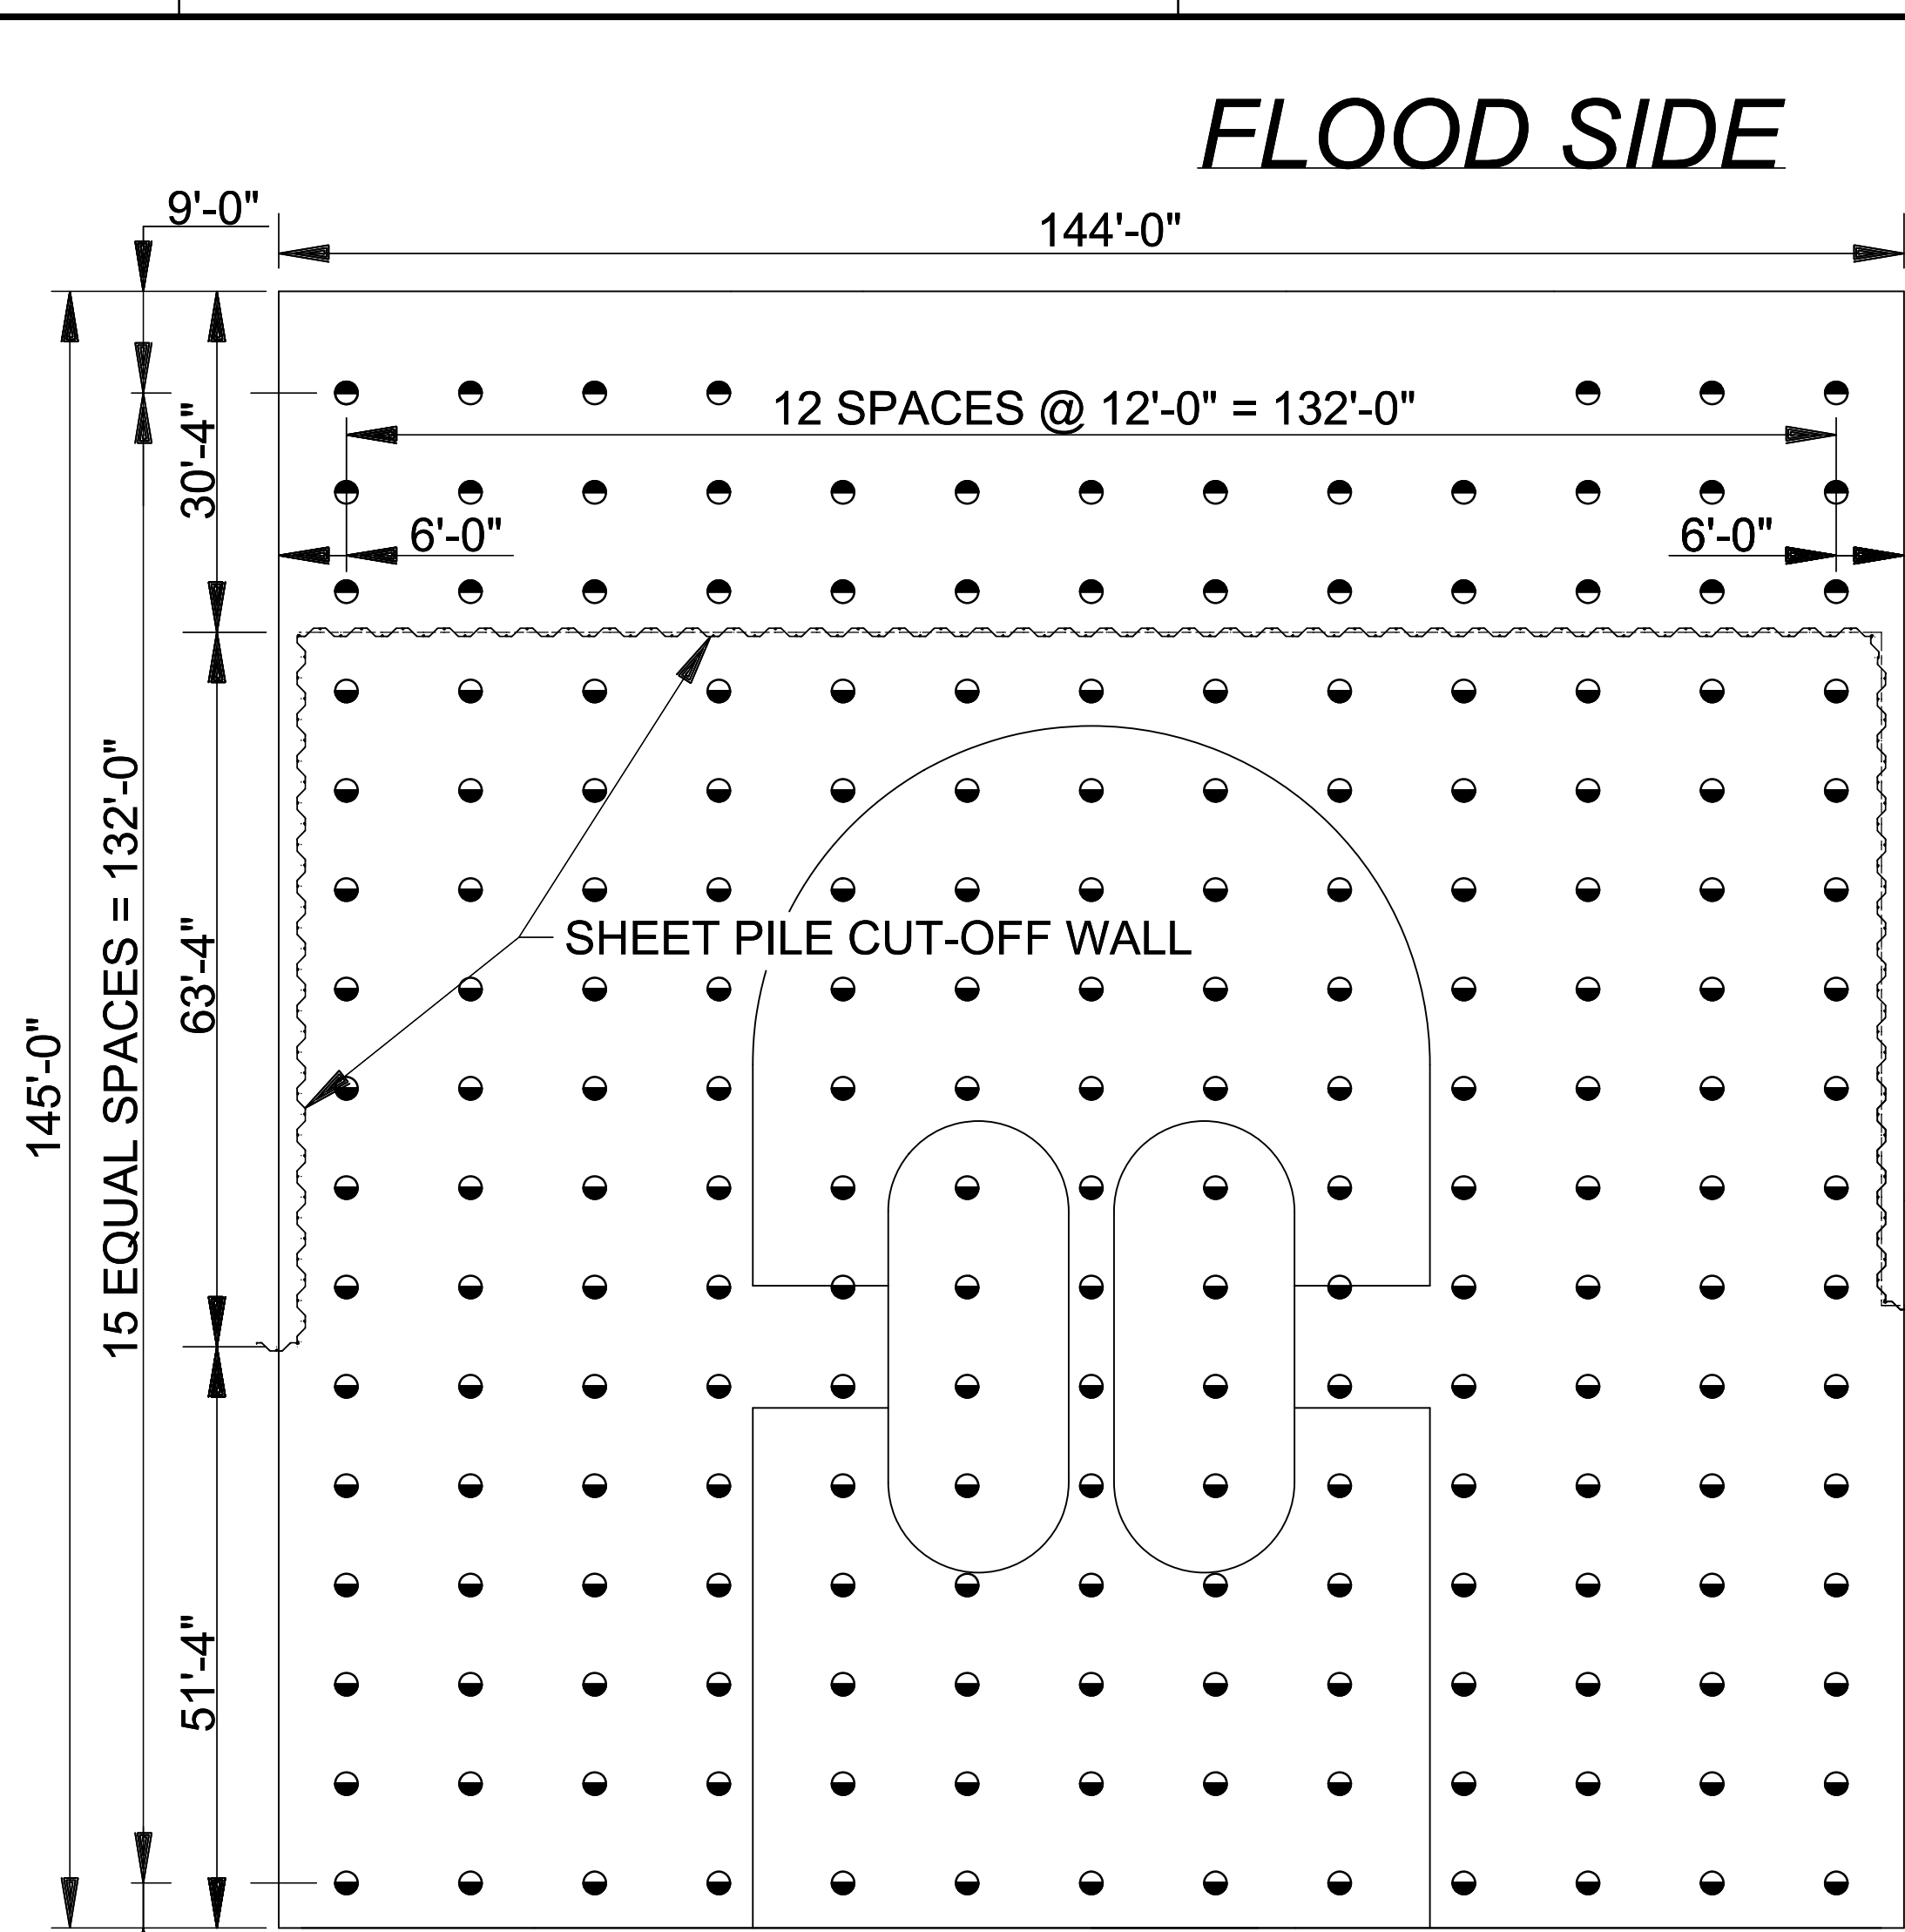 FLOOD SIDE
9'-0"
144'-0"
12 SPACES @ 12'-0" = 132'-0"
30'-4"
6'-0"
6'-0"
15 EQUAL SPACES = 132'-0"
63'-4"
SHEET PILE CUT-OFF WALL
145'-0"
51'-4"